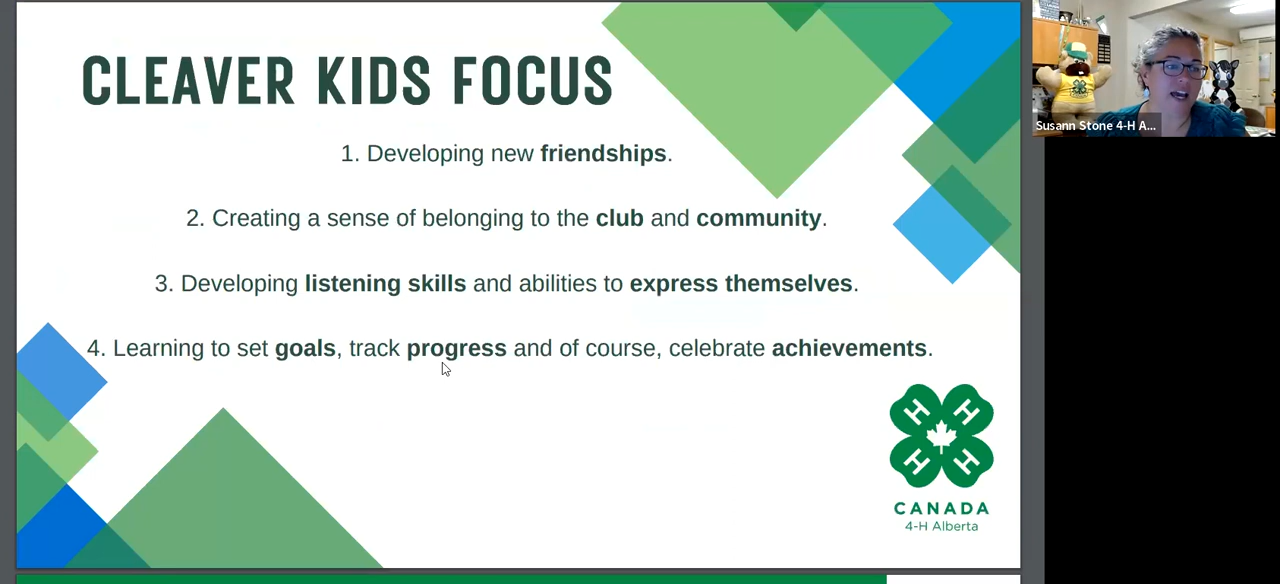 CLEAVER KIDS FOCUS
1. Developing new friendships.
2. Creating a sense of belonging to the club and community.
3. Developing listening skills and abilities to express themselves.
4. Learning to set goals, track progress and of course, celebrate achievements.
H H
H H
CANADA
4-H Alberta
Susann Stone 4-H A...